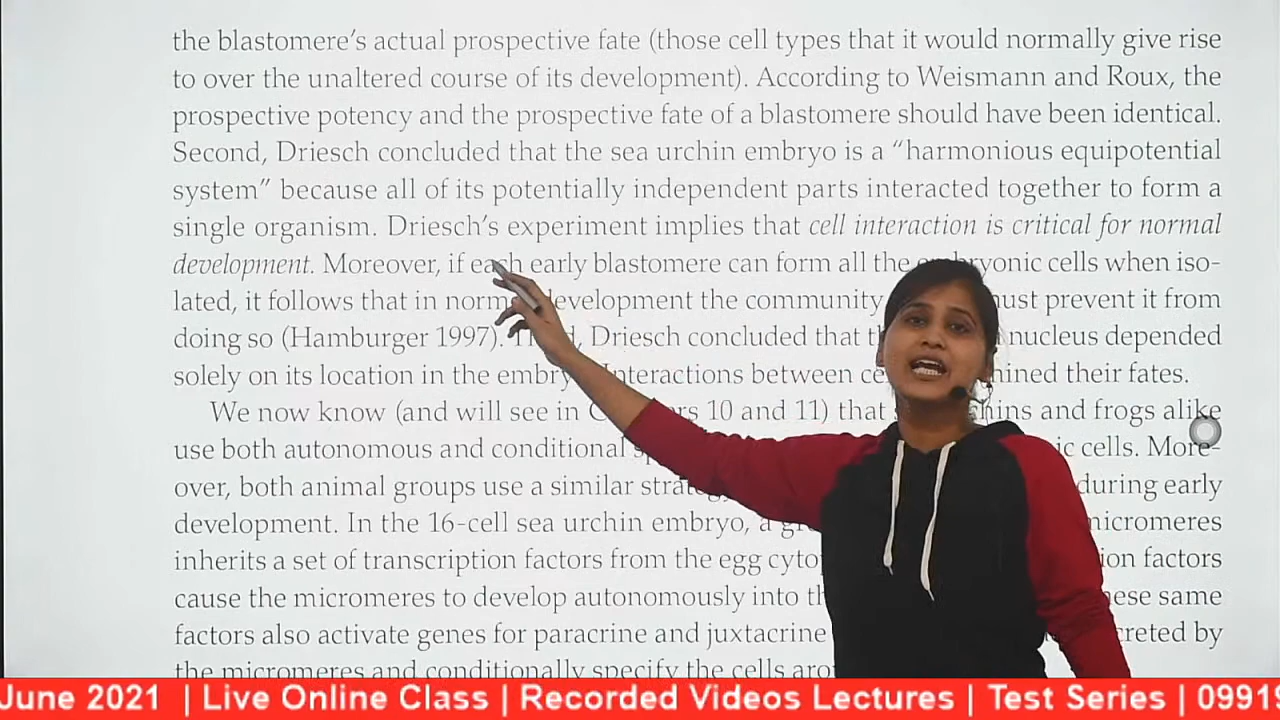 the blastomere's actual prospective fate (those cell types that it would normally give rise
to over the unaltered course of its development). According to Weismann and Roux, the
prospective potency and the prospective fate of a blastomere should have been identical.
Second, Driesch concluded that the sea urchin embryo is a “harmonious equipotential
system” because all of its potentially independent parts interacted together to form a
single organism. Driesch's experiment implies that cell interaction is critical for normal
development. Moreover, if each early blastomere can form all the embryonic cells when iso-
lated, it follows that in normal development the community must prevent it from
doing so (Hamburger 1997). Driesch concluded that nucleus depended
solely on its location in the embryo Interactions between their fates.
We now know (and will see in 10 and 11) that and frogs alike
use both autonomous and conditional cells. More-
over, both animal groups use a similar during early
development. In the 16-cell sea urchin embryo, a micromeres
inherits a set of transcription factors from the egg factors
cause the micromeres to develop autonomously into these same
factors also activate genes for paracrine and juxtacrine secreted by
the micromeres and conditionally specify the cells
June 2021 | Live Online Class | Recorded Videos Lectures | Test Series | 09919